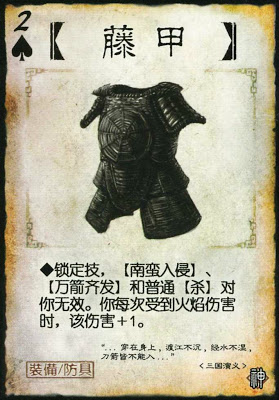 2
【藤甲】
◆锁定技，【南蛮入侵】、
【万箭齐发】和普通【杀】对
你无效。你每次受到火焰伤害
时，该伤害+1。
"... 穿在身上，渡江不沉，经水不湿，
刀箭皆不能入..."
《三国演义》
装備/防具
神